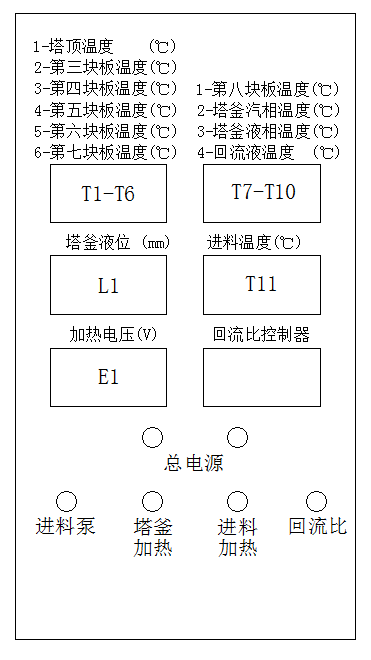 1-塔顶温度 (℃)
2-第三块板温度(℃)
3-第四块板温度(℃)
4-第五块板温度(℃)
5-第六块板温度(℃)
6-第七块板温度(℃)
1-第八块板温度(℃)
2-塔釜汽相温度(℃)
3-塔釜液相温度(℃)
4-回流液温度 (℃)
T1-T6
T7-T10
塔釜液位 (mm)
进料温度(℃)
L1
T11
加热电压(V)
回流比控制器
E1
总电源
进料泵
塔釜
加热
进料
加热
回流比